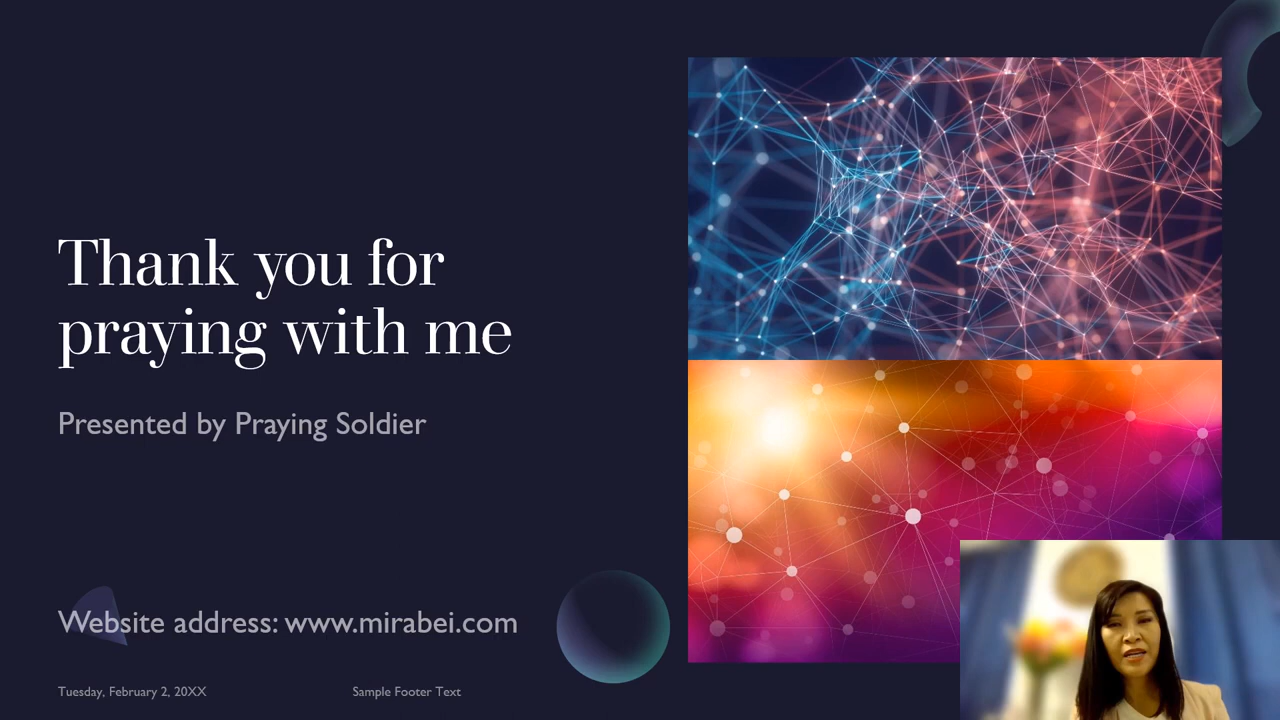 Thank you for
praying with me
Presented by Praying Soldier
Website address: www.mirabei.com
Tuesday, February 2, 20XX
Sample Footer Text